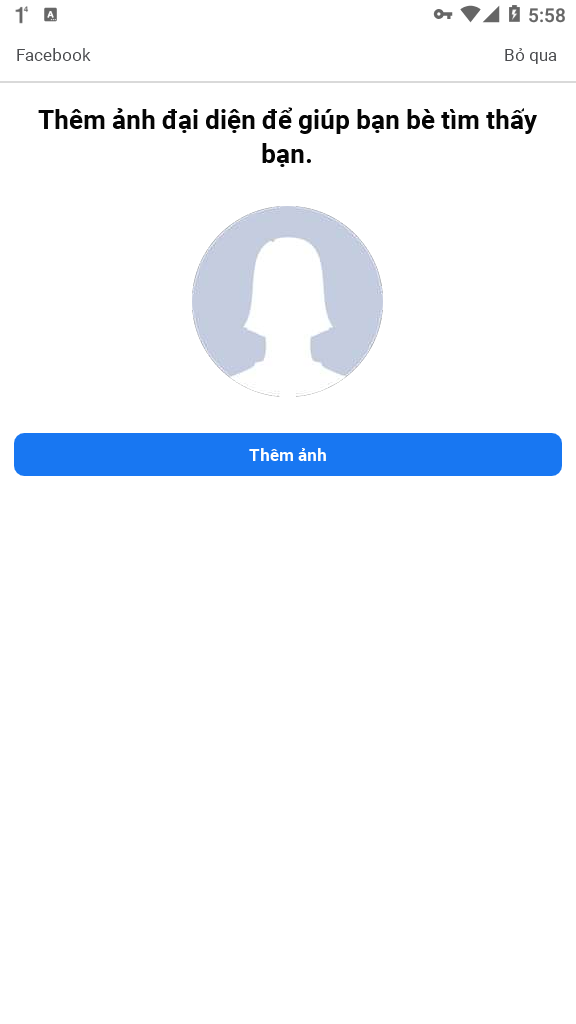 5:58
Facebook
Bỏ qua
Thêm ảnh đại diện để giúp bạn bè tìm thấy
bạn.
Thêm ảnh